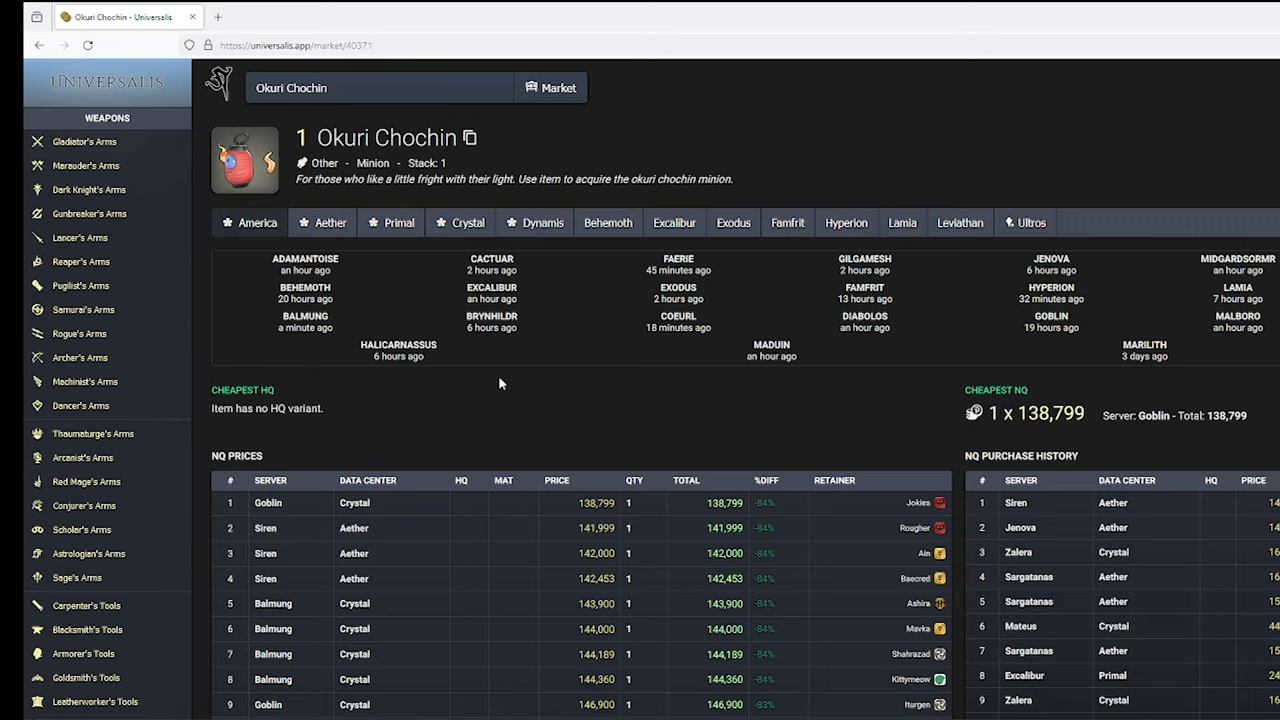 Okuri Chochin - Universalis
https://universalis.app/market/40371
UNIVERSALIS
Okuri Chochin
Market
WEAPONS
Gladiator's Arms
Marauder's Arms
Dark Knight's Arms
Gunbreaker's Arms
Lancer's Arms
Reaper's Arms
Pugilist's Arms
Samurai's Arms
Rogue's Arms
Archer's Arms
Machinist's Arms
Dancer's Arms
Thaumaturge's Arms
Arcanist's Arms
Red Mage's Arms
Conjurer's Arms
Scholar's Arms
Astrologian's Arms
Sage's Arms
Carpenter's Tools
Blacksmith's Tools
Armorer's Tools
Goldsmith's Tools
Leatherworker's Tools
1 Okuri Chochin
Other - Minion - Stack: 1
For those who like a little fright with their light. Use item to acquire the okuri chochin minion.
America Aether Primal Crystal Dynamis Behemoth Excalibur Exodus Famfrit Hyperion Lamia Leviathan Ultros
ADAMANTOISE CACTUAR FAERIE GILGAMESH JENOVA MIDGARDSORMR
an hour ago 2 hours ago 45 minutes ago 2 hours ago 6 hours ago an hour ago
BEHEMOTH EXCALIBUR EXODUS FAMFRIT HYPERION LAMIA
20 hours ago an hour ago 2 hours ago 13 hours ago 32 minutes ago 7 hours ago
BALMUNG BRYNHILDR COEURL DIABOLOS GOBLIN MALBORO
a minute ago 6 hours ago 18 minutes ago an hour ago 19 hours ago an hour ago
HALICARNASSUS MADUIN MARILITH
6 hours ago an hour ago 3 days ago
CHEAPEST HQ
Item has no HQ variant.
CHEAPEST NQ
1 x 138,799 Server: Goblin - Total: 138,799
NQ PRICES
# SERVER DATA CENTER HQ MAT PRICE QTY TOTAL %DIFF RETAINER
1 Goblin Crystal 138,799 1 138,799 -84% Jokies
2 Siren Aether 141,999 1 141,999 -84% Rougher
3 Siren Aether 142,000 1 142,000 -84% Ain
4 Siren Aether 142,453 1 142,453 -84% Baecred
5 Balmung Crystal 143,900 1 143,900 -84% Ashira
6 Balmung Crystal 144,000 1 144,000 -84% Mavka
7 Balmung Crystal 144,189 1 144,189 -84% Shahrazad
8 Balmung Crystal 144,360 1 144,360 -84% Kittymeow
9 Goblin Crystal 146,900 1 146,900 -83% Iturgen
NQ PURCHASE HISTORY
# SERVER DATA CENTER HQ PRICE
1 Siren Aether 14
2 Jenova Aether 14
3 Zalera Crystal 16
4 Sargatanas Aether 16
5 Sargatanas Aether 15
6 Mateus Crystal 44
7 Sargatanas Aether 15
8 Excalibur Primal 24
9 Zalera Crystal 16